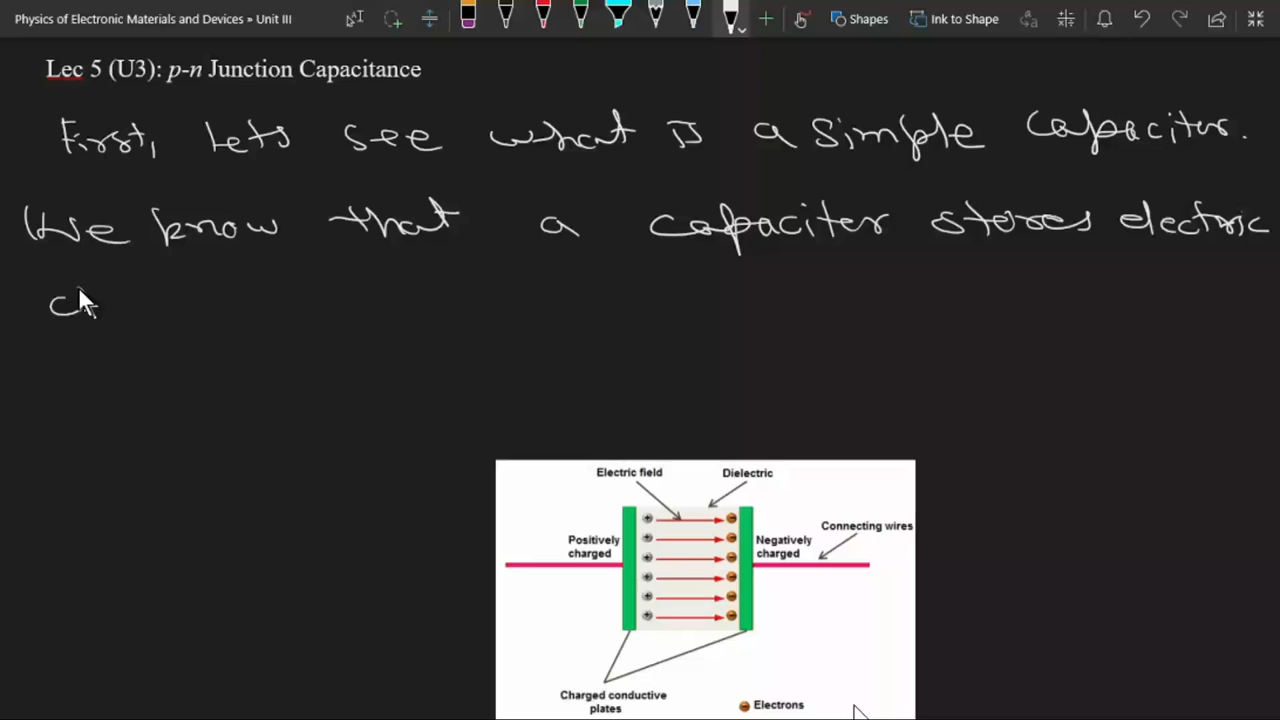 Physics of Electronic Materials and Devices » Unit III
Shapes
Ink to Shape
Lec 5 (U3): p-n Junction Capacitance
First, lets see what is a simple capaciter.
We know that a capaciter stores electric
Electric field
Dielectric
Connecting wires
Positively
charged
Negatively
charged
Charged conductive
plates
Electrons